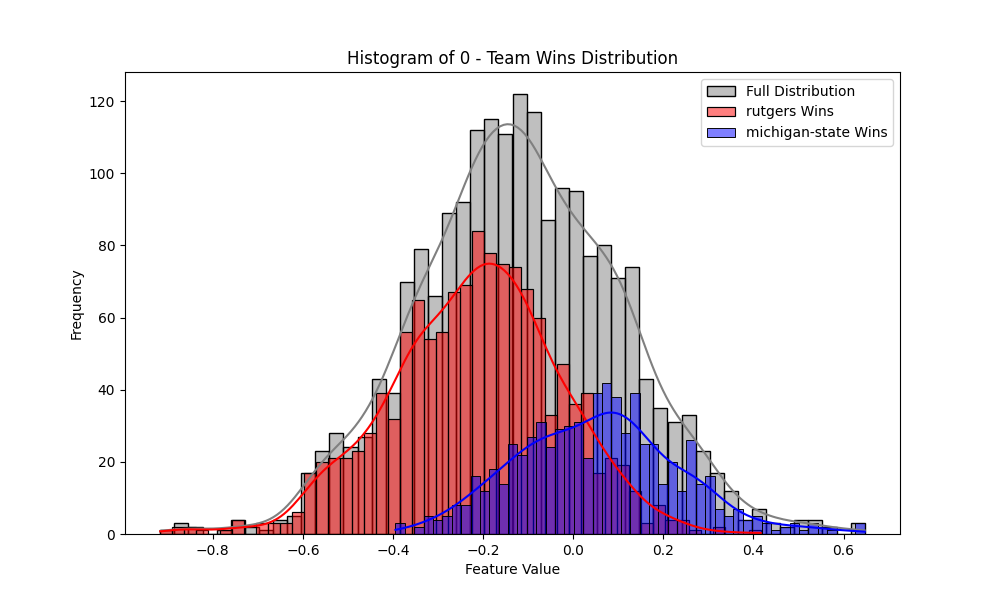 Histogram of 0 - Team Wins Distribution
Full Distribution
rutgers Wins
michigan-state Wins
Frequency
120
100
80
60
40
20
0
−0.8 −0.6 −0.4 −0.2 0.0 0.2 0.4 0.6
Feature Value